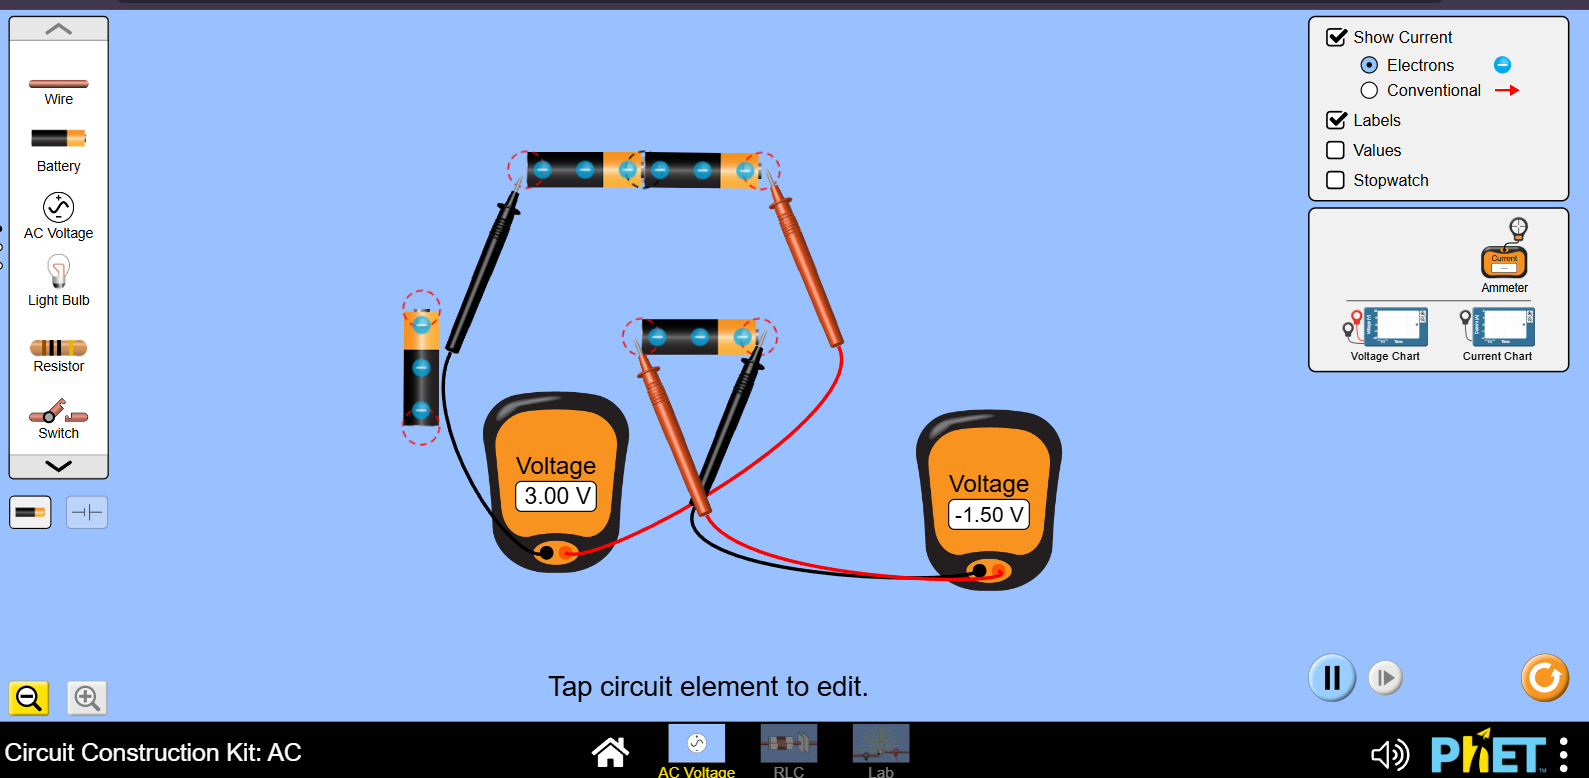 Wire
Battery
AC Voltage
Light Bulb
Resistor
Switch
Show Current
Electrons
Conventional
Labels
Values
Stopwatch
Current
Ammeter
Voltage Chart
Current Chart
Voltage
3.00 V
Voltage
-1.50 V
Tap circuit element to edit.
Circuit Construction Kit: AC
AC Voltage
RLC
Lab
PhET